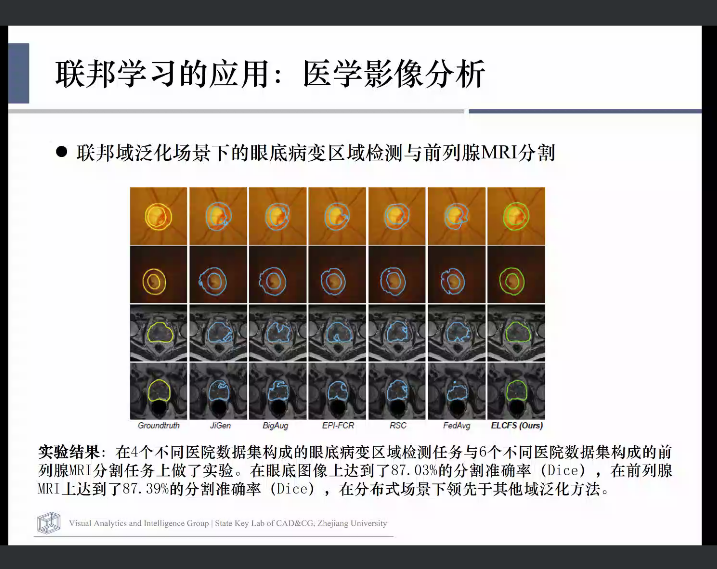 联邦学习的应用：医学影像分析
● 联邦域泛化场景下的眼底病变区域检测与前列腺MRI分割
Groundtruth JiGen BigAug EPI-FCR RSC FedAvg ELCFS (Ours)
实验结果：在4个不同医院数据集构成的眼底病变区域检测任务与6个不同医院数据集构成的前
列腺MRI分割任务上做了实验。在眼底图像上达到了87.03%的分割准确率（Dice），在前列腺
MRI上达到了87.39%的分割准确率（Dice），在分布式场景下领先于其他域泛化方法。
Visual Analytics and Intelligence Group | State Key Lab of CAD&CG, Zhejiang University